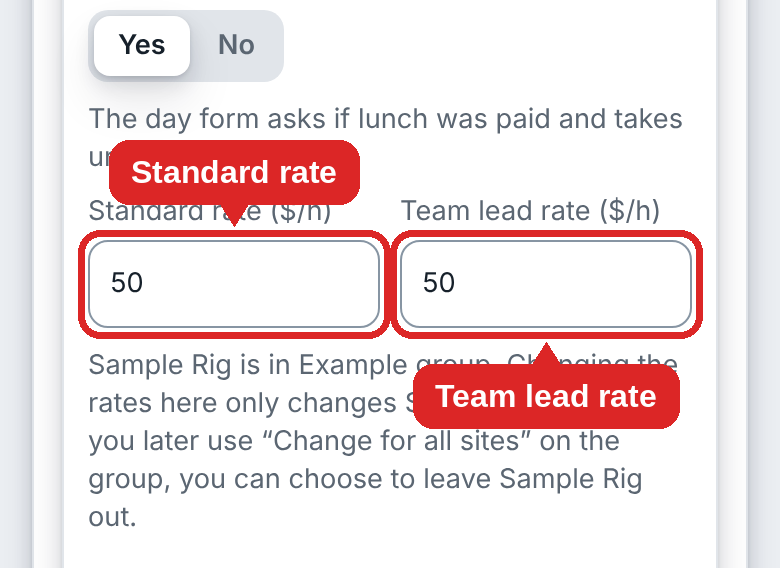 Yes No
The day form asks if lunch was paid and takes
Standard rate
Standard rate ($/h) Team lead rate ($/h)
50 50
Sample Rig is in Example group. Changing the
rates here only changes
Team lead rate
you later use “Change for all sites” on the
group, you can choose to leave Sample Rig
out.